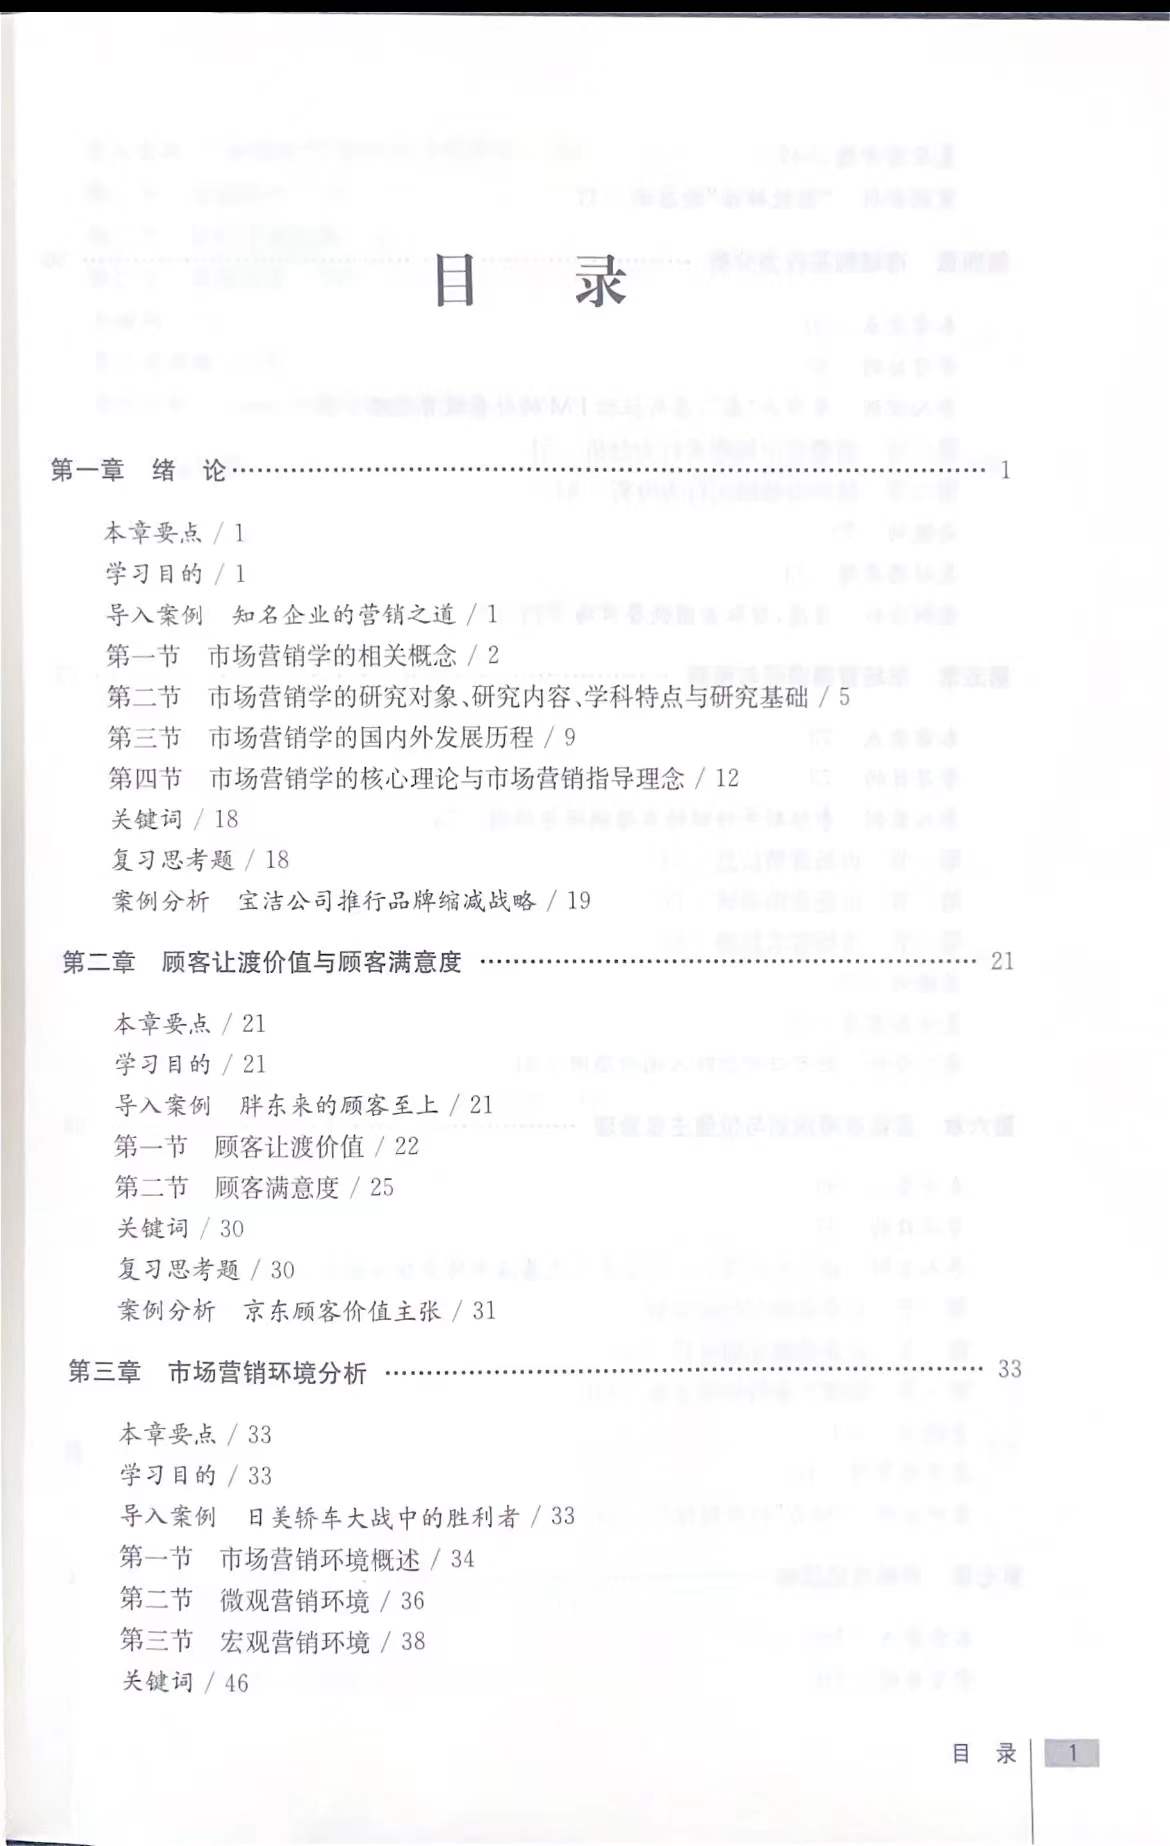 目 录
第一章 绪 论……………………………………………………………………………… 1
本章要点 / 1
学习目的 / 1
导入案例 知名企业的营销之道 / 1
第一节 市场营销学的相关概念 / 2
第二节 市场营销学的研究对象、研究内容、学科特点与研究基础 / 5
第三节 市场营销学的国内外发展历程 / 9
第四节 市场营销学的核心理论与市场营销指导理念 / 12
关键词 / 18
复习思考题 / 18
案例分析 宝洁公司推行品牌缩减战略 / 19
第二章 顾客让渡价值与顾客满意度 …………………………………………………… 21
本章要点 / 21
学习目的 / 21
导入案例 胖东来的顾客至上 / 21
第一节 顾客让渡价值 / 22
第二节 顾客满意度 / 25
关键词 / 30
复习思考题 / 30
案例分析 京东顾客价值主张 / 31
第三章 市场营销环境分析 ……………………………………………………………… 33
本章要点 / 33
学习目的 / 33
导入案例 日美轿车大战中的胜利者 / 33
第一节 市场营销环境概述 / 34
第二节 微观营销环境 / 36
第三节 宏观营销环境 / 38
关键词 / 46
目 录 1